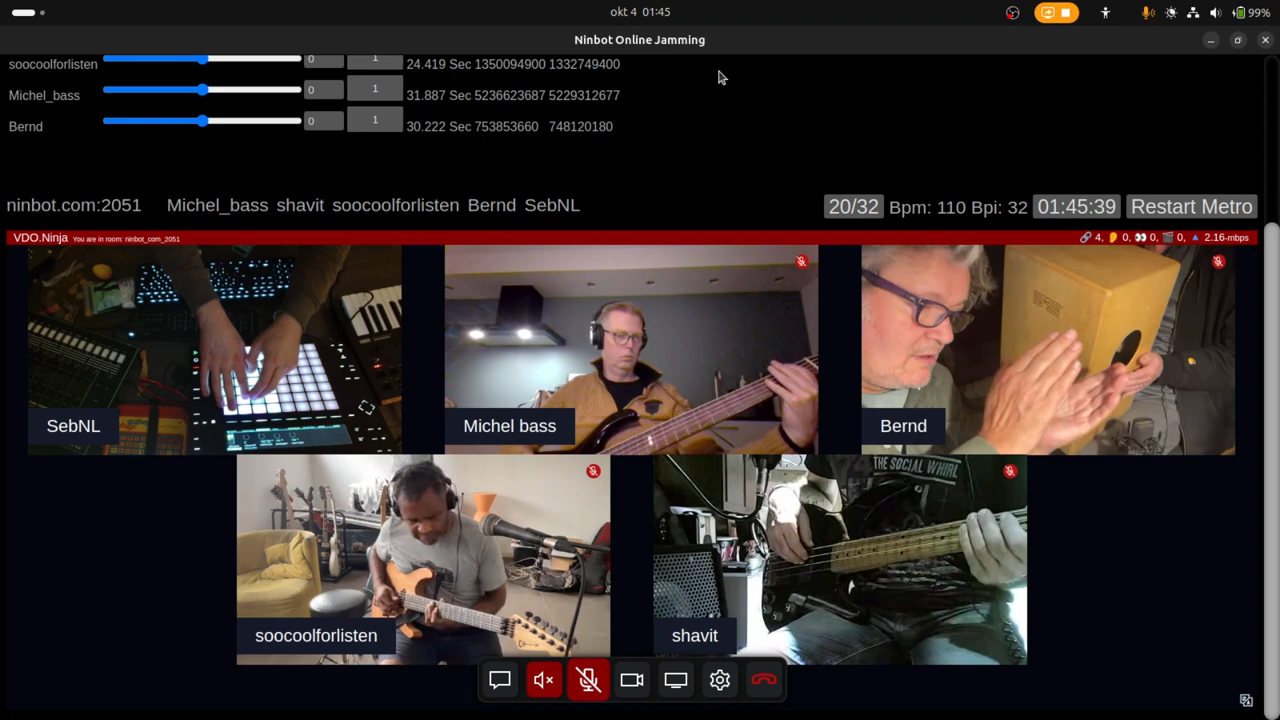 okt 4 01:45
99%
Ninbot Online Jamming
soocoolforlisten 0 1 24.419 Sec 1350094900 1332749400
Michel_bass 0 1 31.887 Sec 5236623687 5229312677
Bernd 0 1 30.222 Sec 753853660 748120180
ninbot.com:2051 Michel_bass shavit soocoolforlisten Bernd SebNL 20/32 Bpm: 110 Bpi: 32 01:45:39 Restart Metro
VDO.Ninja You are in room: ninbot_com_2051 4, 0, 0, 0, 2.16-mbps
SebNL
Michel bass
Bernd
THE SOCIAL WHIRL
soocoolforlisten
shavit